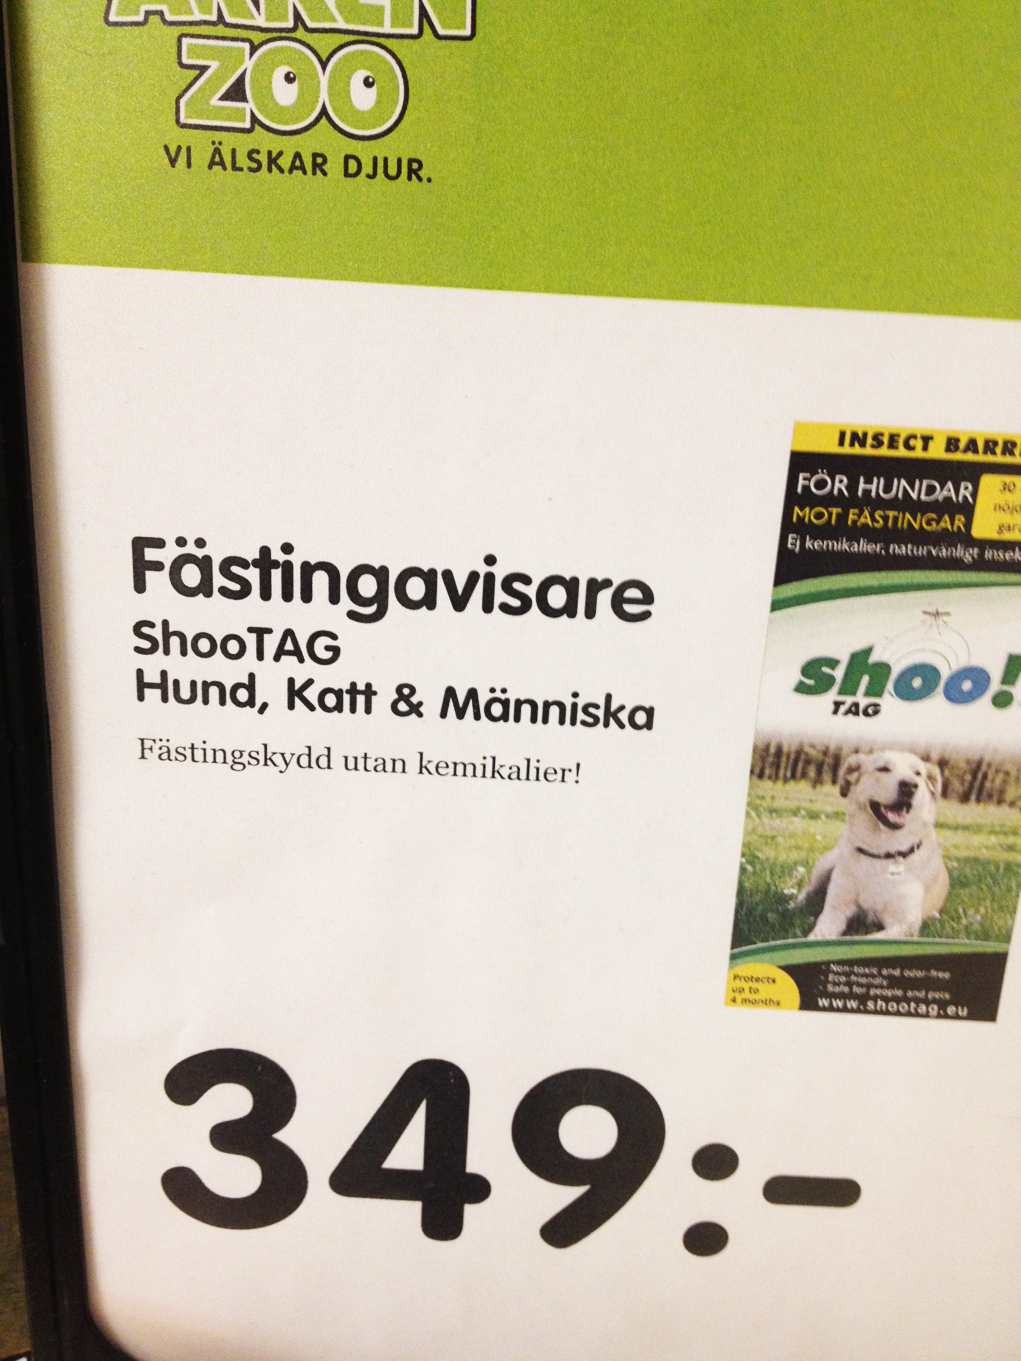 ARKEN
ZOO
VI ÄLSKAR DJUR.
Fästingavisare
ShooTAG
Hund, Katt & Människa
Fästingskydd utan kemikalier!
349:-
INSECT
FÖR HUNDAR
MOT FÄSTINGAR
30
Ej kemikalier, naturvänligt
shoo!
TAG
Protects
up to
4 months
- Non-toxic and odor-free
- Eco-friendly
- Safe for people and pets
www.shootag.eu